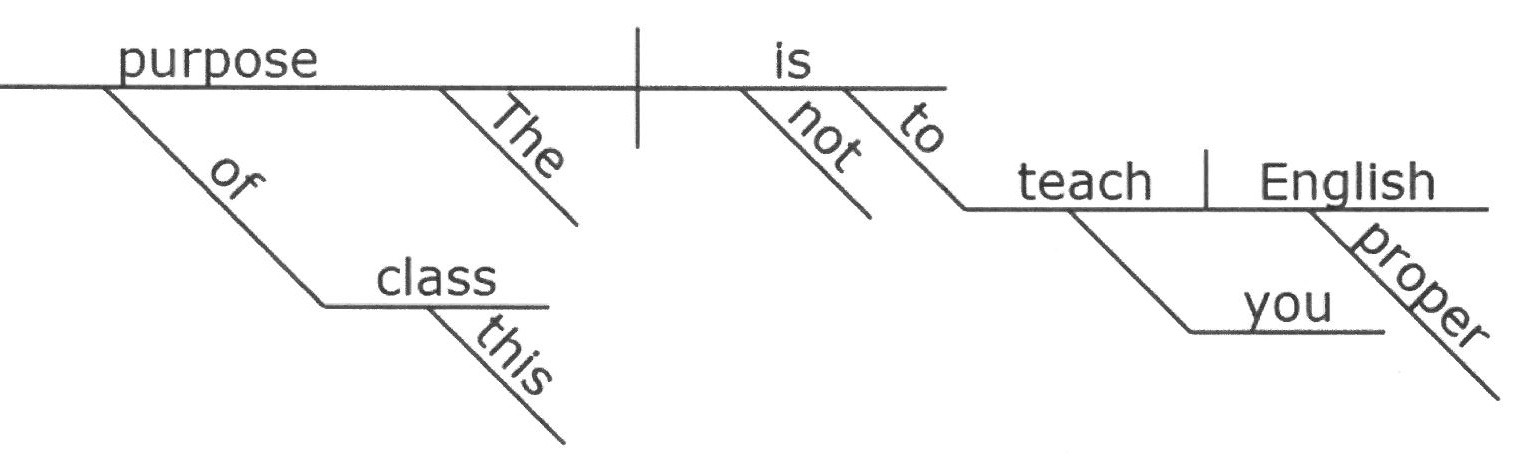 purpose is
The not to
of teach English
class this you proper